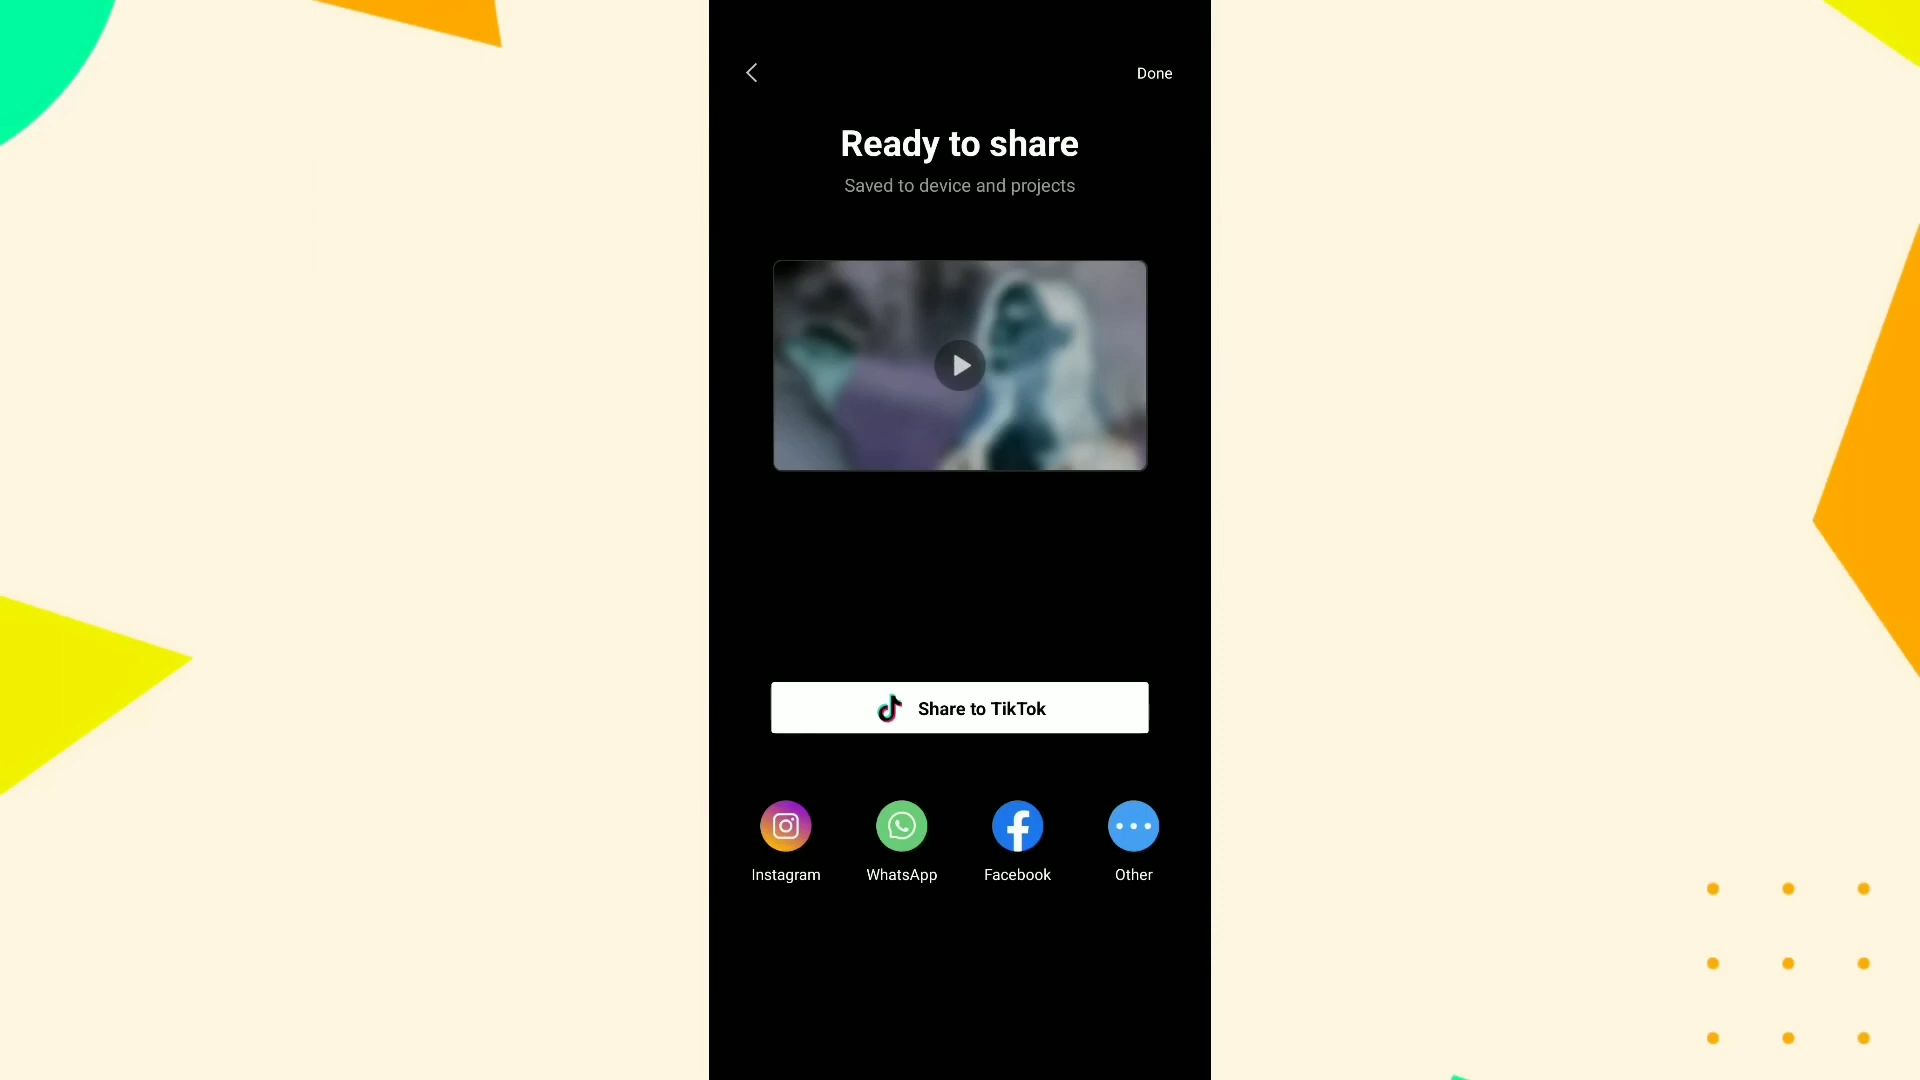 Done
Ready to share
Saved to device and projects
Share to TikTok
Instagram
WhatsApp
Facebook
Other